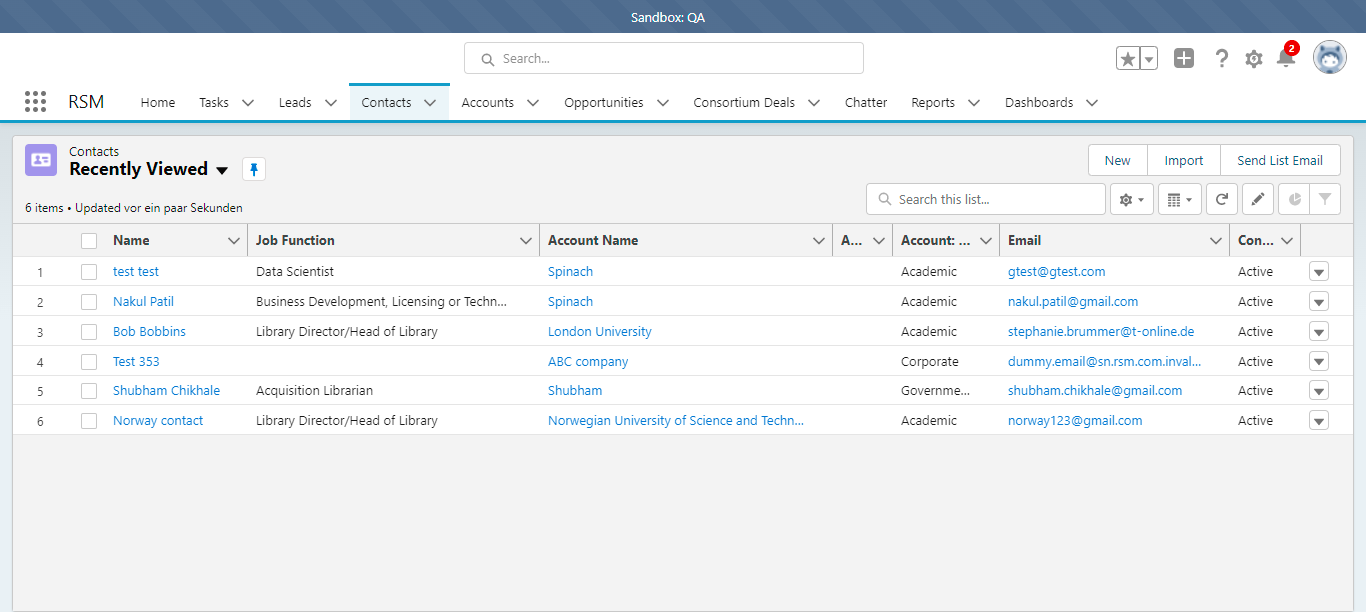 Sandbox: QA
Search...
2
RSM Home Tasks Leads Contacts Accounts Opportunities Consortium Deals Chatter Reports Dashboards
Contacts
Recently Viewed
New Import Send List Email
6 items • Updated vor ein paar Sekunden
Search this list...
Name Job Function Account Name A... Account: ... Email Con...
1 test test Data Scientist Spinach Academic gtest@gtest.com Active
2 Nakul Patil Business Development, Licensing or Techn... Spinach Academic nakul.patil@gmail.com Active
3 Bob Bobbins Library Director/Head of Library London University Academic stephanie.brummer@t-online.de Active
4 Test 353 ABC company Corporate dummy.email@sn.rsm.com.inval... Active
5 Shubham Chikhale Acquisition Librarian Shubham Governme... shubham.chikhale@gmail.com Active
6 Norway contact Library Director/Head of Library Norwegian University of Science and Techn... Academic norway123@gmail.com Active